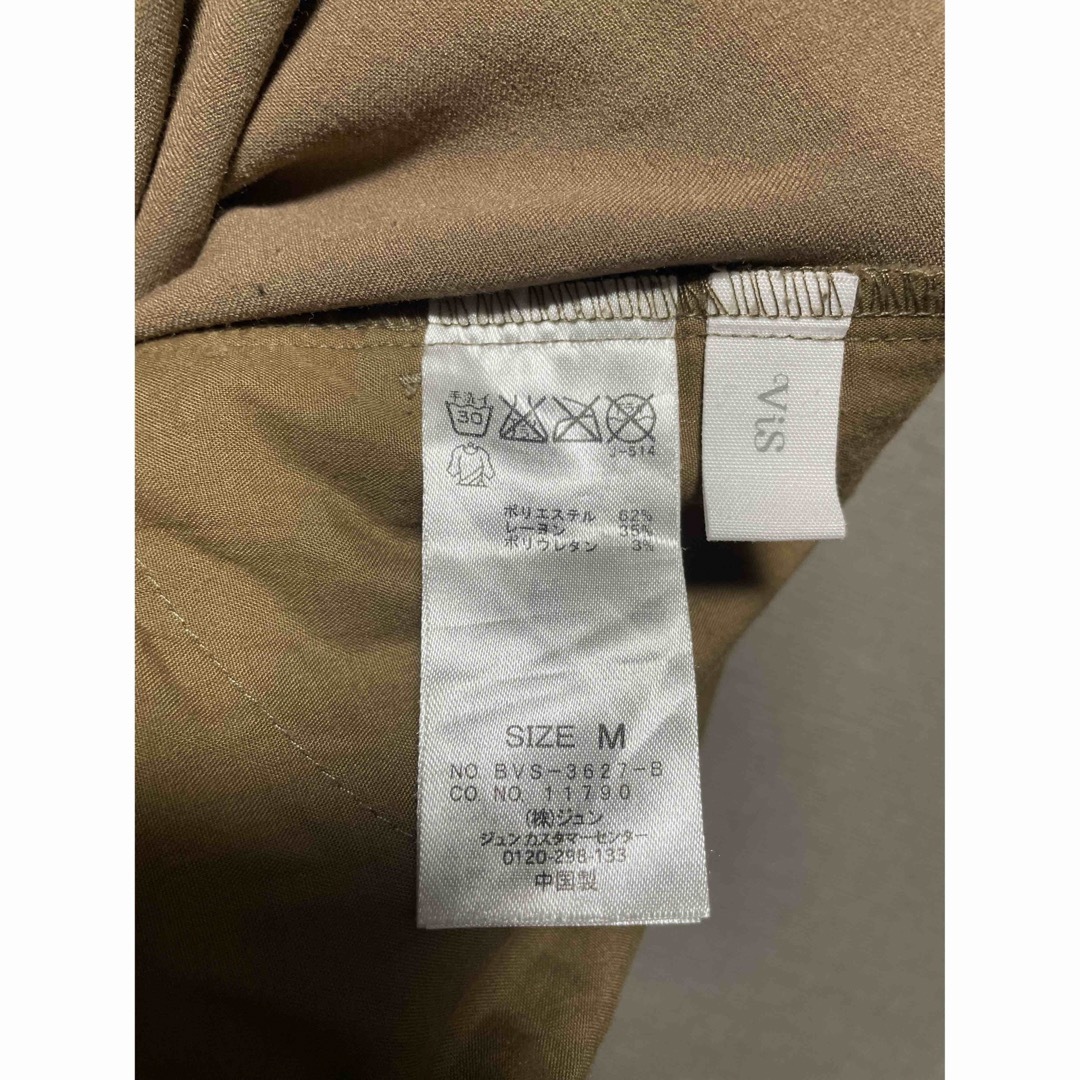 手洗イ
30
J-514
ポリエステル 62%
レーヨン 35%
ポリウレタン 3%
SIZE M
NO. BVS-3627-B
CO. NO. 11790
(株)ジュン
ジュンカスタマーセンター
0120-298-133
中国製
ViS